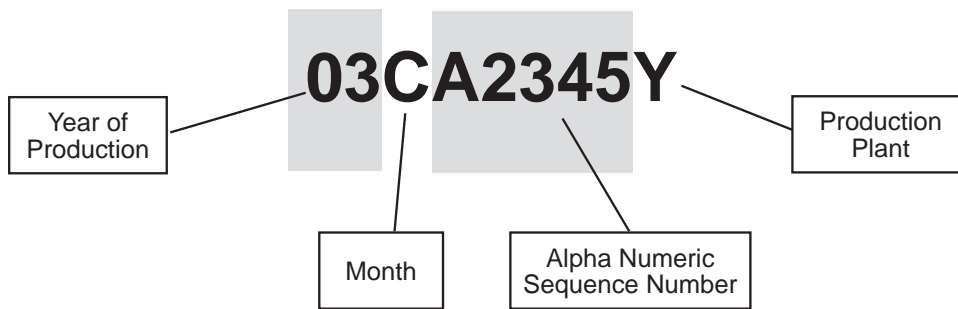 03CA2345Y
Year of
Production
Production
Plant
Month
Alpha Numeric
Sequence Number